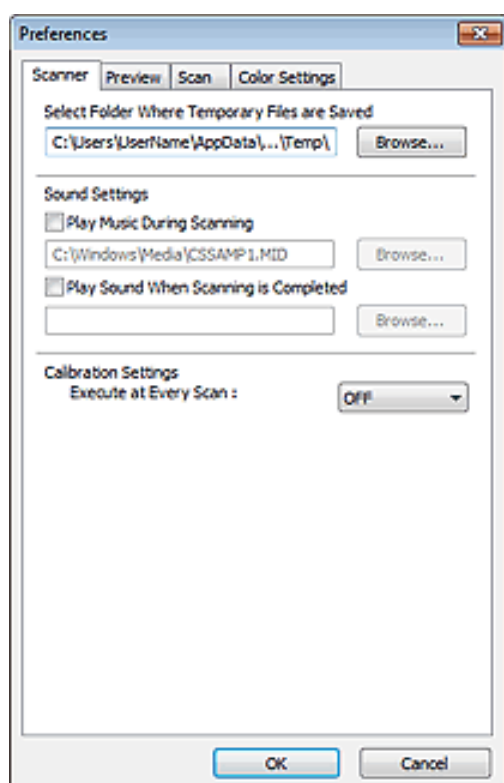 Preferences
Scanner Preview Scan Color Settings
Select Folder Where Temporary Files are Saved
C:\Users\UserName\AppData\...\Temp\ Browse...
Sound Settings
Play Music During Scanning
C:\Windows\Media\CSSAMP1.MID Browse...
Play Sound When Scanning is Completed
Browse...
Calibration Settings
Execute at Every Scan : OFF
OK Cancel